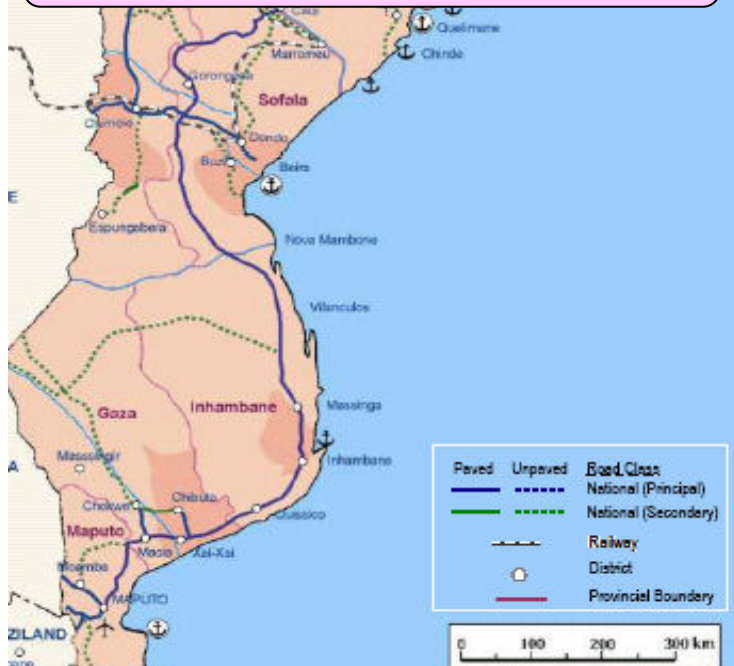 Caia
Quelimane
Marromeu
Chinde
Gorongosa
Sofala
Chimoio
Dondo
Buzi
Beira
E
Espungabera
Nova Mambone
Vilanculos
Gaza
Inhambane
Massinga
Inhambane
Massingir
A
Chokwe
Chibuto
Maputo
Macia
Xai-Xai
Moamba
MAPUTO
ZILAND
Paved Unpaved Road Class
National (Principal)
National (Secondary)
Railway
District
Provincial Boundary
0 100 200 300 km